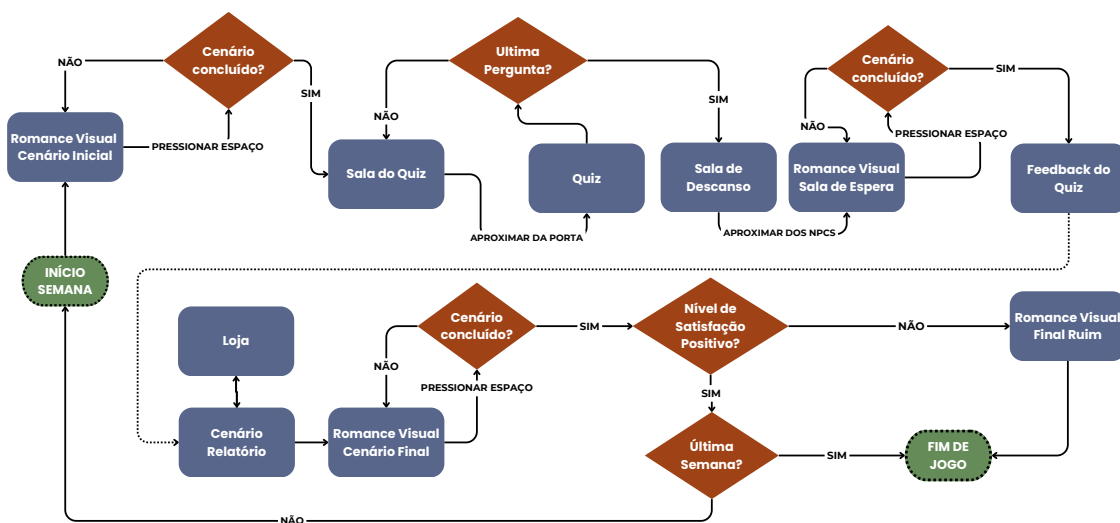 Cenário
concluído?
NÃO
SIM
Romance Visual
Cenário Inicial
PRESSIONAR ESPAÇO
Ultima
Pergunta?
NÃO
SIM
Sala do Quiz
Quiz
APROXIMAR DA PORTA
Sala de
Descanso
APROXIMAR DOS NPCS
Cenário
concluído?
NÃO
SIM
PRESSIONAR ESPAÇO
Romance Visual
Sala de Espera
Feedback do
Quiz
INÍCIO
SEMANA
Loja
Cenário
Relatório
Romance Visual
Cenário Final
Cenário
concluído?
NÃO
PRESSIONAR ESPAÇO
SIM
Nível de
Satisfação
Positivo?
NÃO
SIM
Romance Visual
Final Ruim
Última
Semana?
SIM
FIM DE
JOGO
NÃO